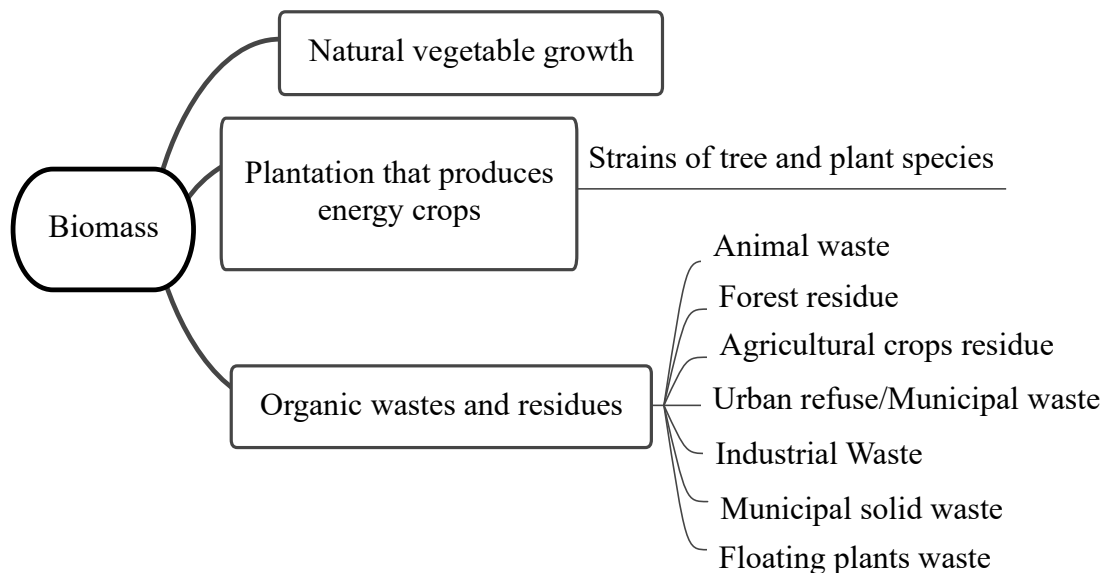 Natural vegetable growth
Plantation that produces
energy crops
Strains of tree and plant species
Biomass
Animal waste
Forest residue
Agricultural crops residue
Organic wastes and residues
Urban refuse/Municipal waste
Industrial Waste
Municipal solid waste
Floating plants waste